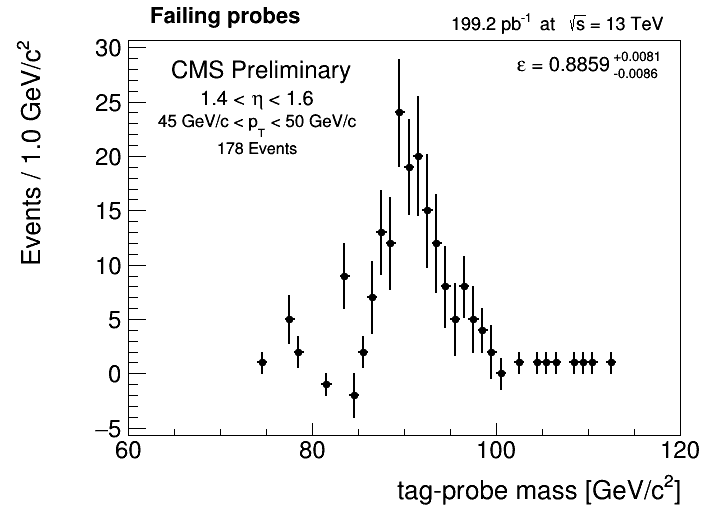 Failing probes
199.2 pb⁻¹ at √s = 13 TeV
CMS Preliminary
ε = 0.8859 +0.0081 -0.0086
1.4 < η < 1.6
45 GeV/c < p_T < 50 GeV/c
178 Events
Events / 1.0 GeV/c²
30
25
20
15
10
5
0
−5
60 80 100 120
tag-probe mass [GeV/c²]